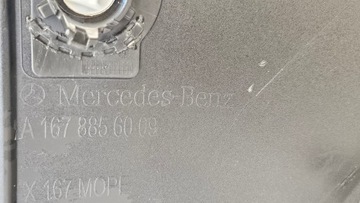 Mercedes-Benz
A 167 885 60 09
X 167 MOPF